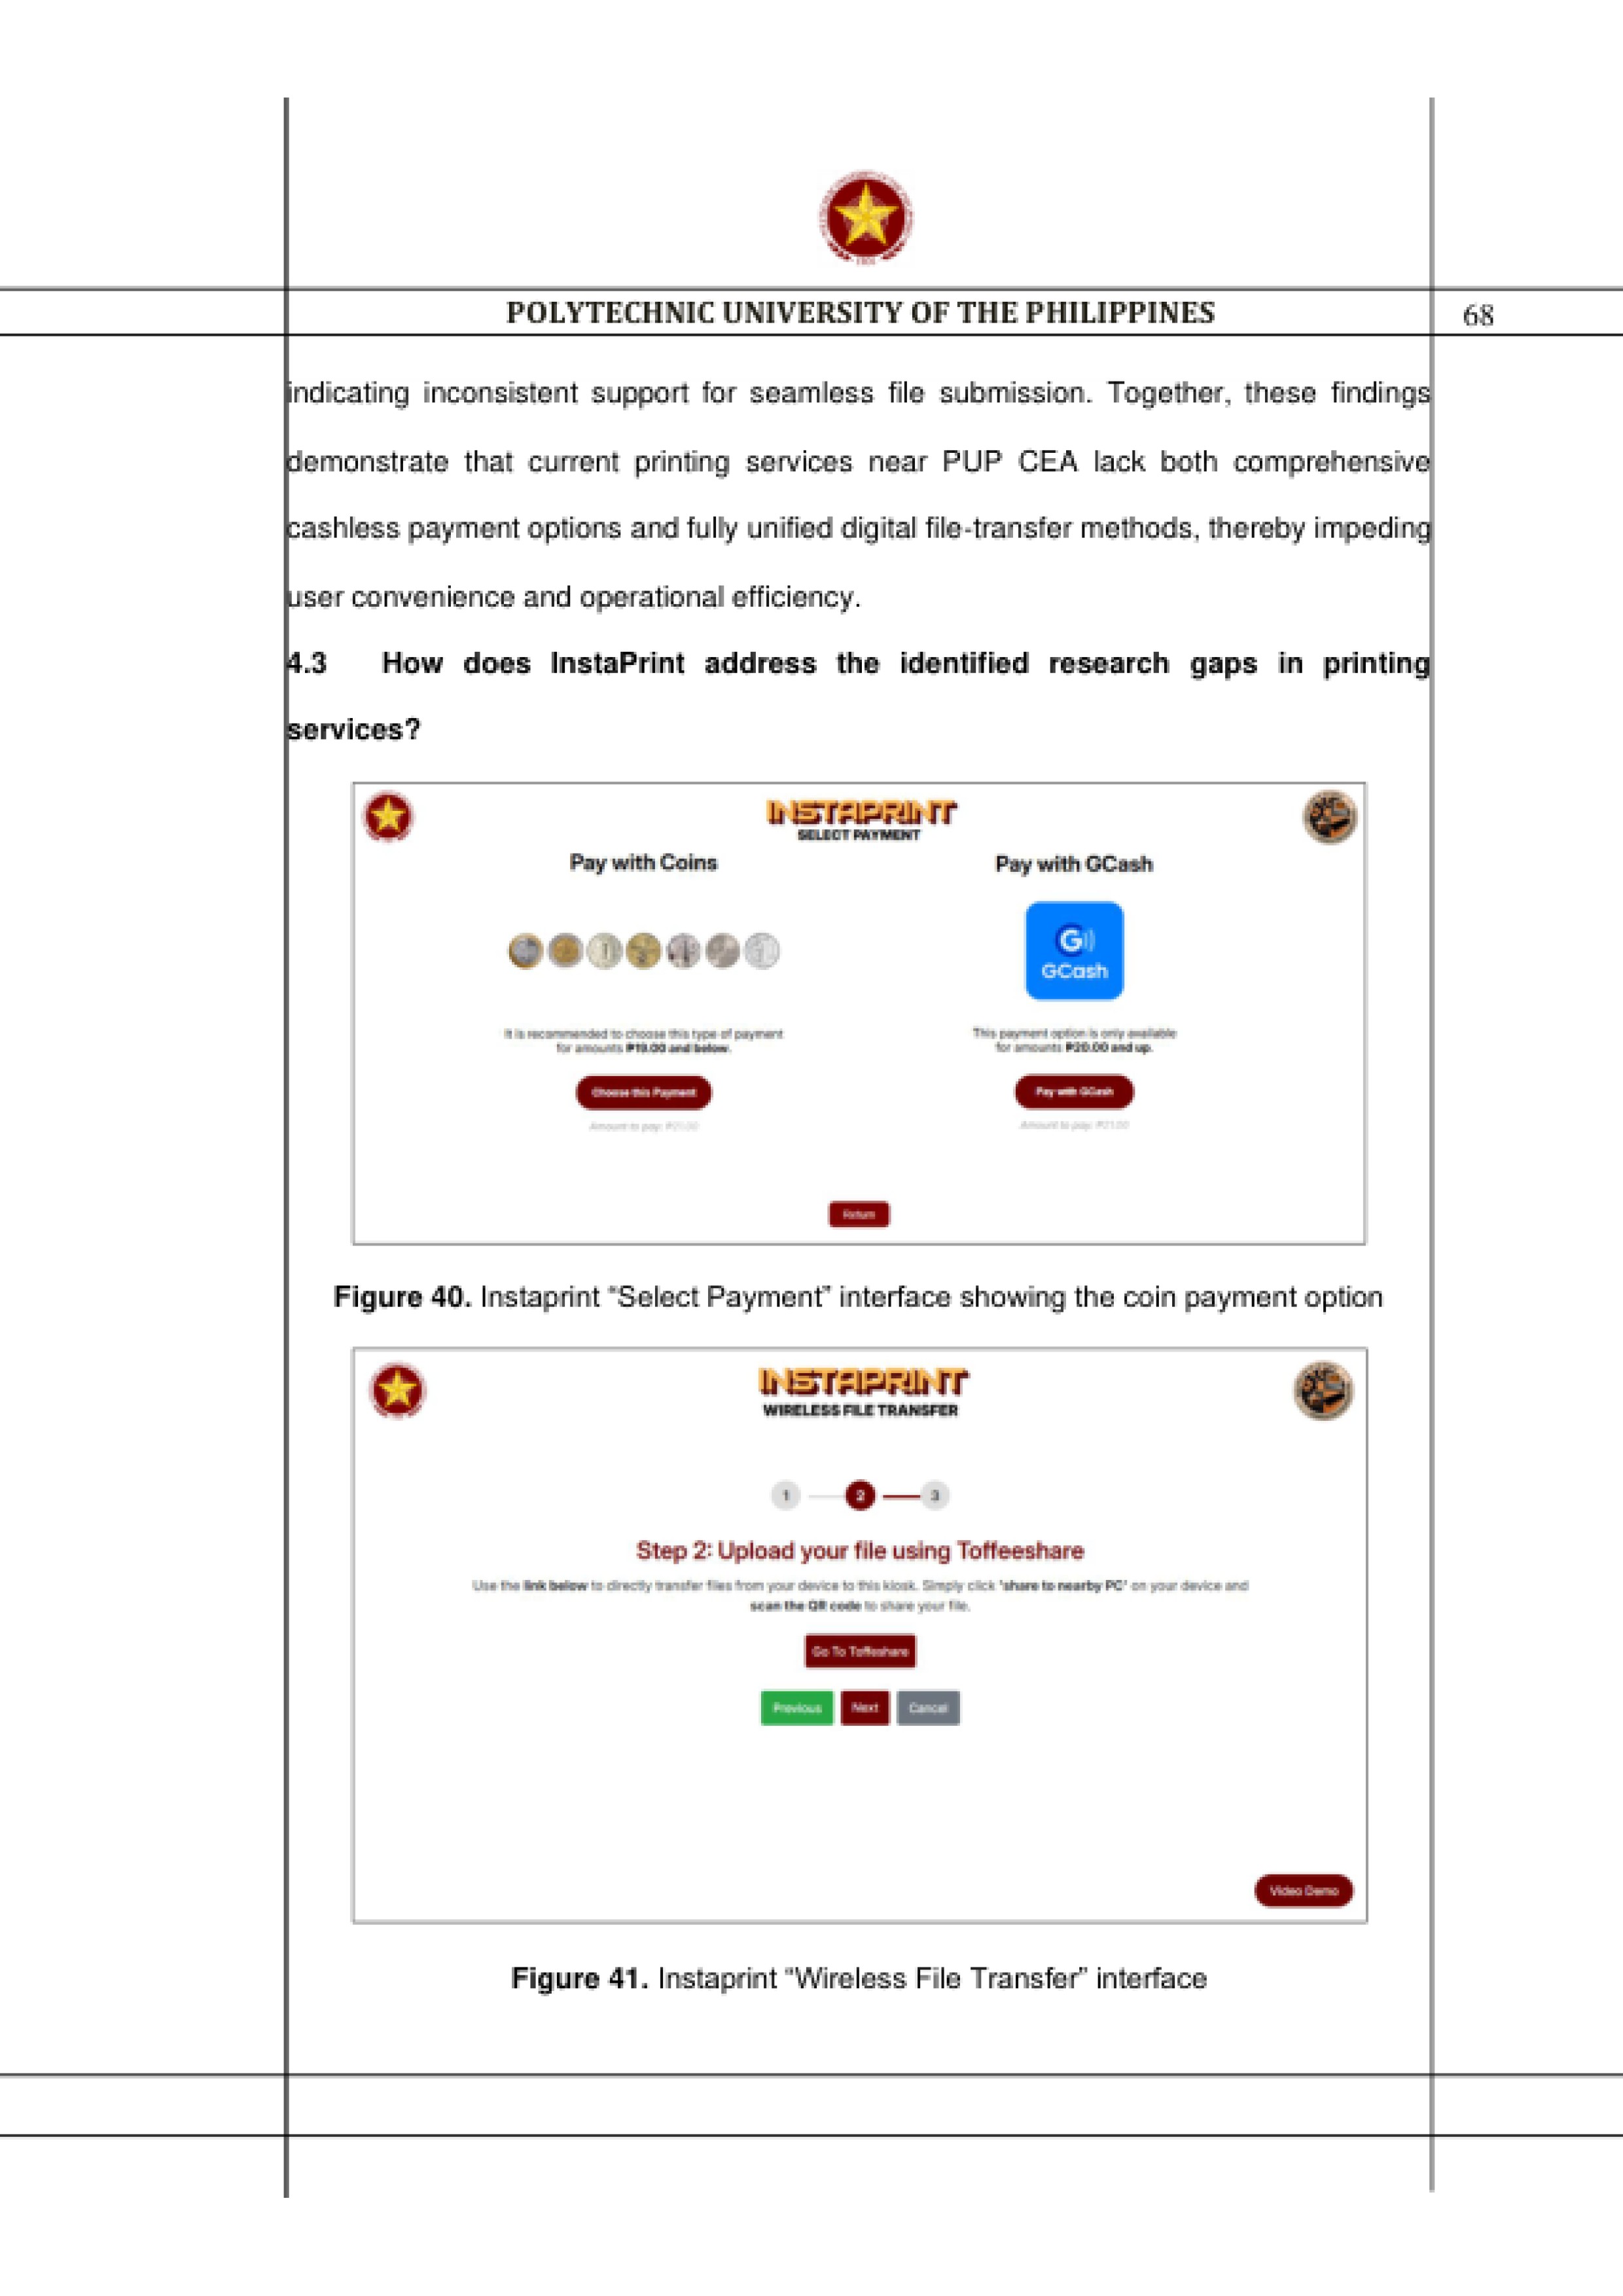 POLYTECHNIC UNIVERSITY OF THE PHILIPPINES
68
indicating inconsistent support for seamless file submission. Together, these findings
demonstrate that current printing services near PUP CEA lack both comprehensive
cashless payment options and fully unified digital file-transfer methods, thereby impeding
user convenience and operational efficiency.
4.3 How does InstaPrint address the identified research gaps in printing
services?
INSTAPRINT
SELECT PAYMENT
Pay with Coins
Pay with GCash
G
GCash
It is recommended to choose this type of payment
for amounts ₱19.00 and below.
This payment option is only available
for amounts ₱20.00 and up.
Choose this Payment
Pay with GCash
Amount to pay: ₱21.00
Amount to pay: ₱21.00
Return
Figure 40. Instaprint “Select Payment” interface showing the coin payment option
INSTAPRINT
WIRELESS FILE TRANSFER
1
2
3
Step 2: Upload your file using Toffeeshare
Use the link below to directly transfer files from your device to this kiosk. Simply click 'share to nearby PC' on your device and
scan the QR code to share your file.
Go To Toffeshare
Previous
Next
Cancel
Video Demo
Figure 41. Instaprint “Wireless File Transfer” interface